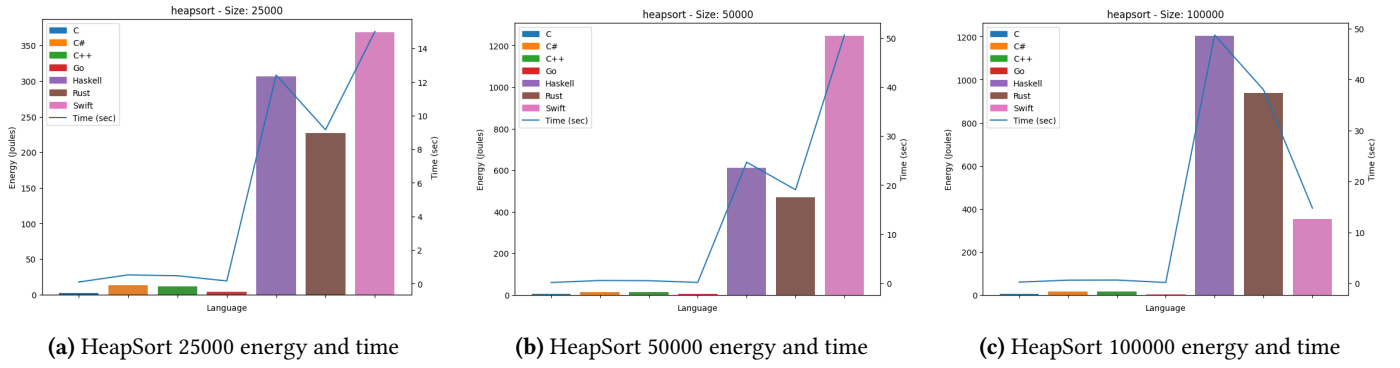 heapsort - Size: 25000
C
C#
C++
Go
Haskell
Rust
Swift
Time (sec)
350
300
250
200
150
100
50
0
Energy (Joules)
14
12
10
8
6
4
2
0
Time (sec)
Language
(a) HeapSort 25000 energy and time
heapsort - Size: 50000
C
C#
C++
Go
Haskell
Rust
Swift
Time (sec)
1200
1000
800
600
400
200
0
Energy (Joules)
50
40
30
20
10
0
Time (sec)
Language
(b) HeapSort 50000 energy and time
heapsort - Size: 100000
C
C#
C++
Go
Haskell
Rust
Swift
Time (sec)
1200
1000
800
600
400
200
0
Energy (Joules)
50
40
30
20
10
0
Time (sec)
Language
(c) HeapSort 100000 energy and time